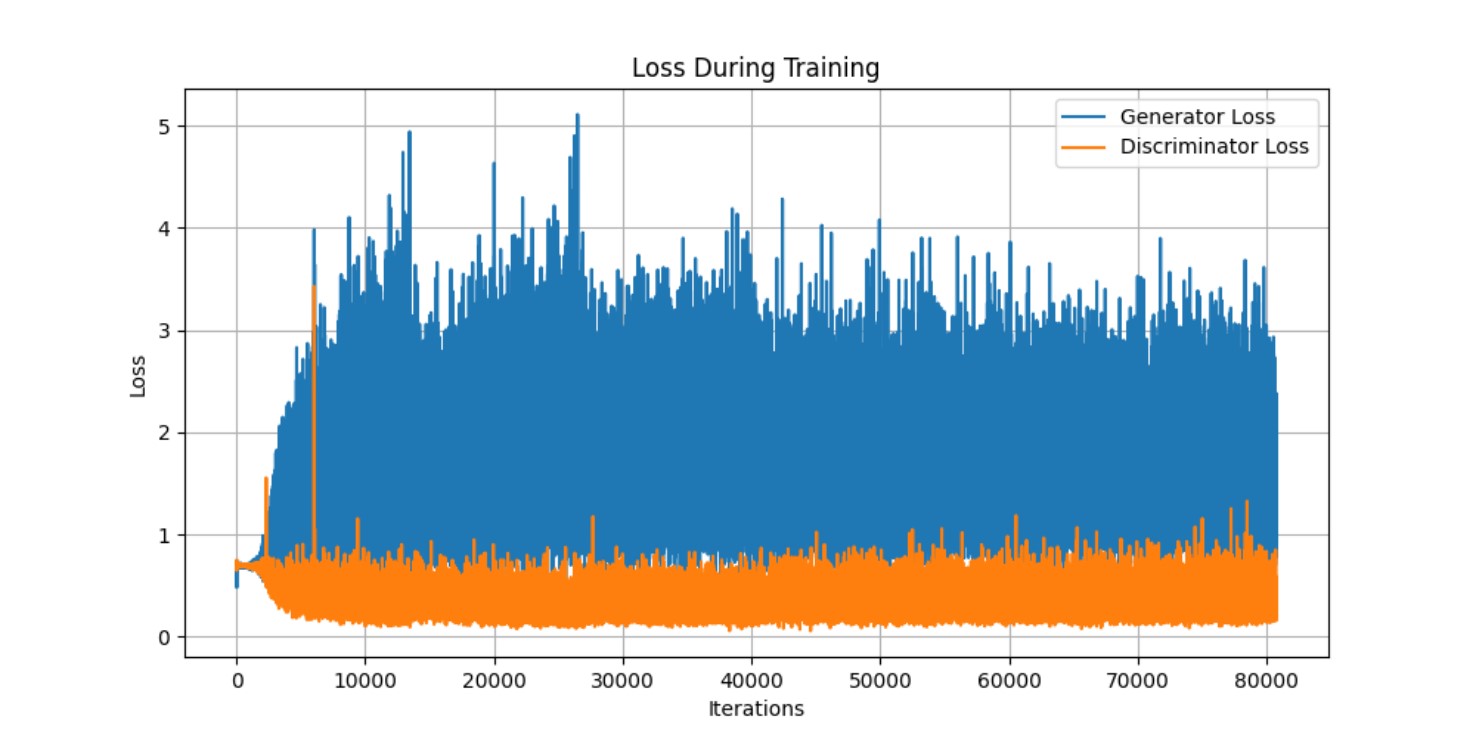 Loss During Training
Generator Loss
Discriminator Loss
5
4
3
2
1
0
Loss
0 10000 20000 30000 40000 50000 60000 70000 80000
Iterations